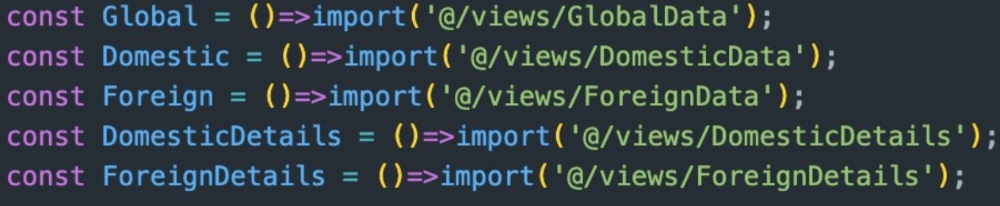 const Global = ()=>import('@/views/GlobalData');
const Domestic = ()=>import('@/views/DomesticData');
const Foreign = ()=>import('@/views/ForeignData');
const DomesticDetails = ()=>import('@/views/DomesticDetails');
const ForeignDetails = ()=>import('@/views/ForeignDetails');